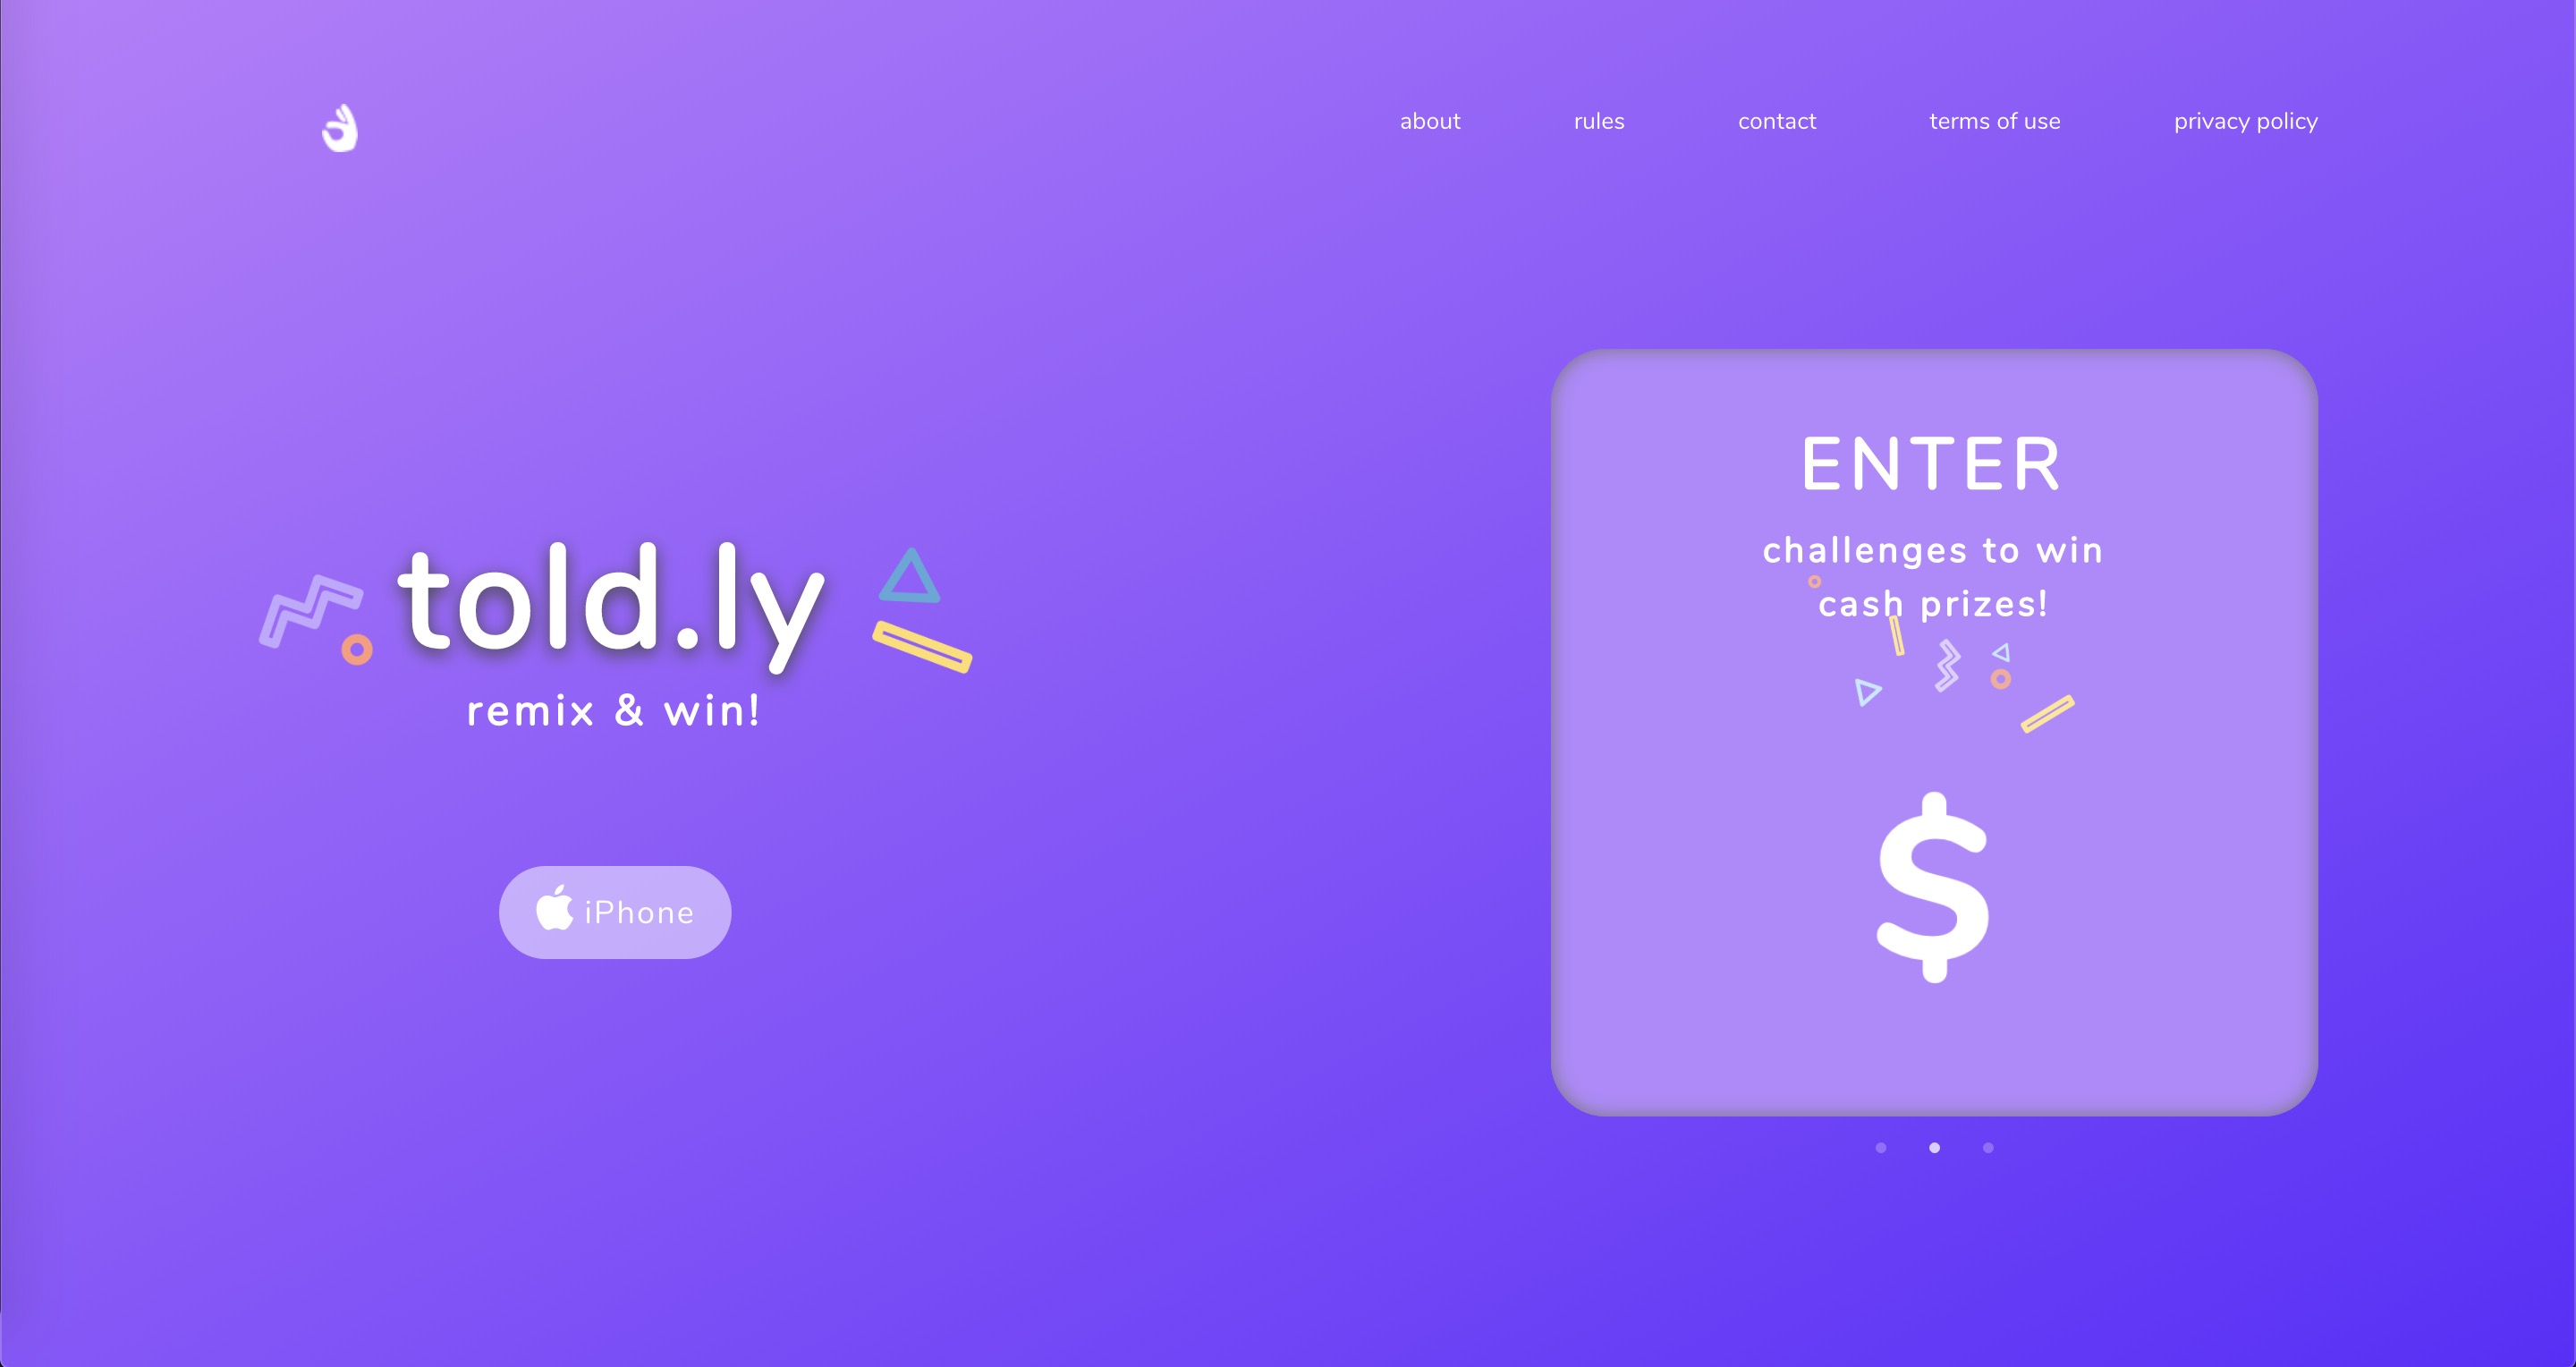 about
rules
contact
terms of use
privacy policy
told.ly
remix & win!
iPhone
ENTER
challenges to win
cash prizes!
$